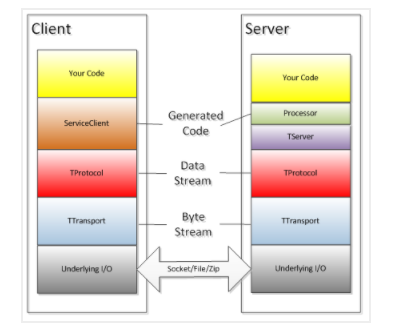 Client
Your Code
ServiceClient
TProtocol
TTransport
Underlying I/O
Generated
Code
Data
Stream
Byte
Stream
Socket/File/Zip
Server
Your Code
Processor
TServer
TProtocol
TTransport
Underlying I/O